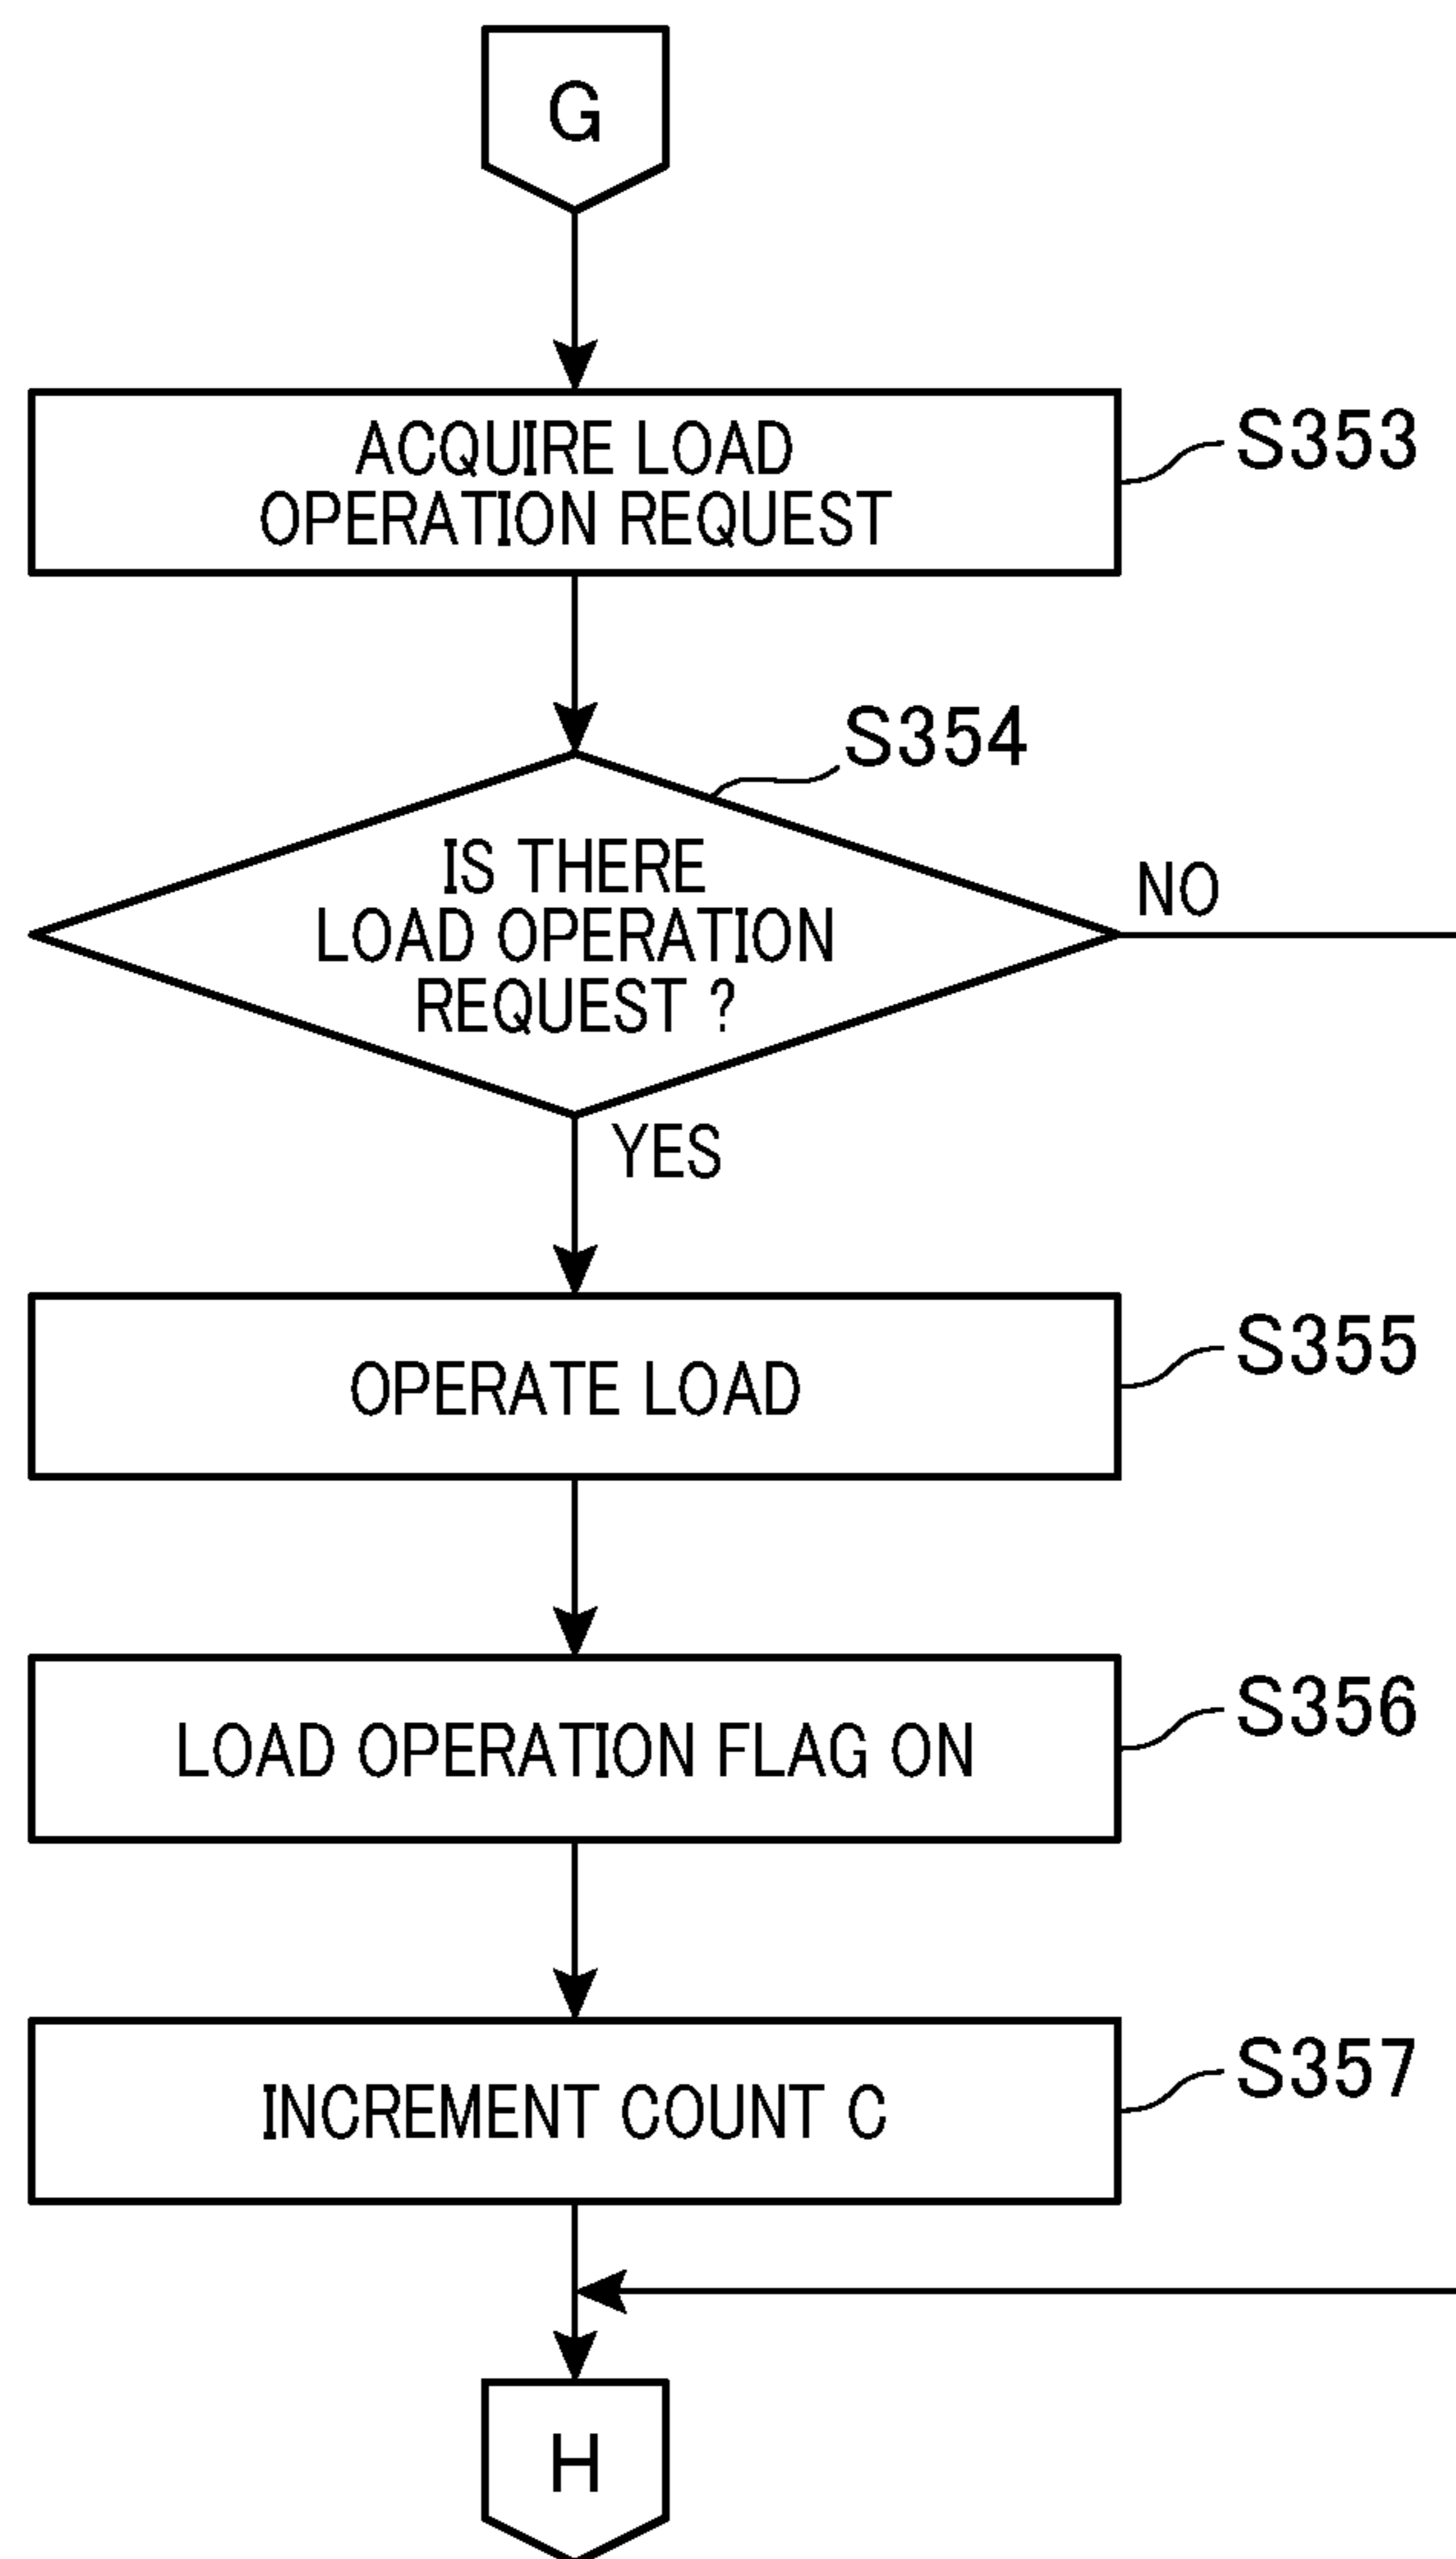 G
ACQUIRE LOAD
OPERATION REQUEST
S353
S354
IS THERE
LOAD OPERATION
REQUEST ?
NO
YES
OPERATE LOAD
S355
LOAD OPERATION FLAG ON
S356
INCREMENT COUNT C
S357
H